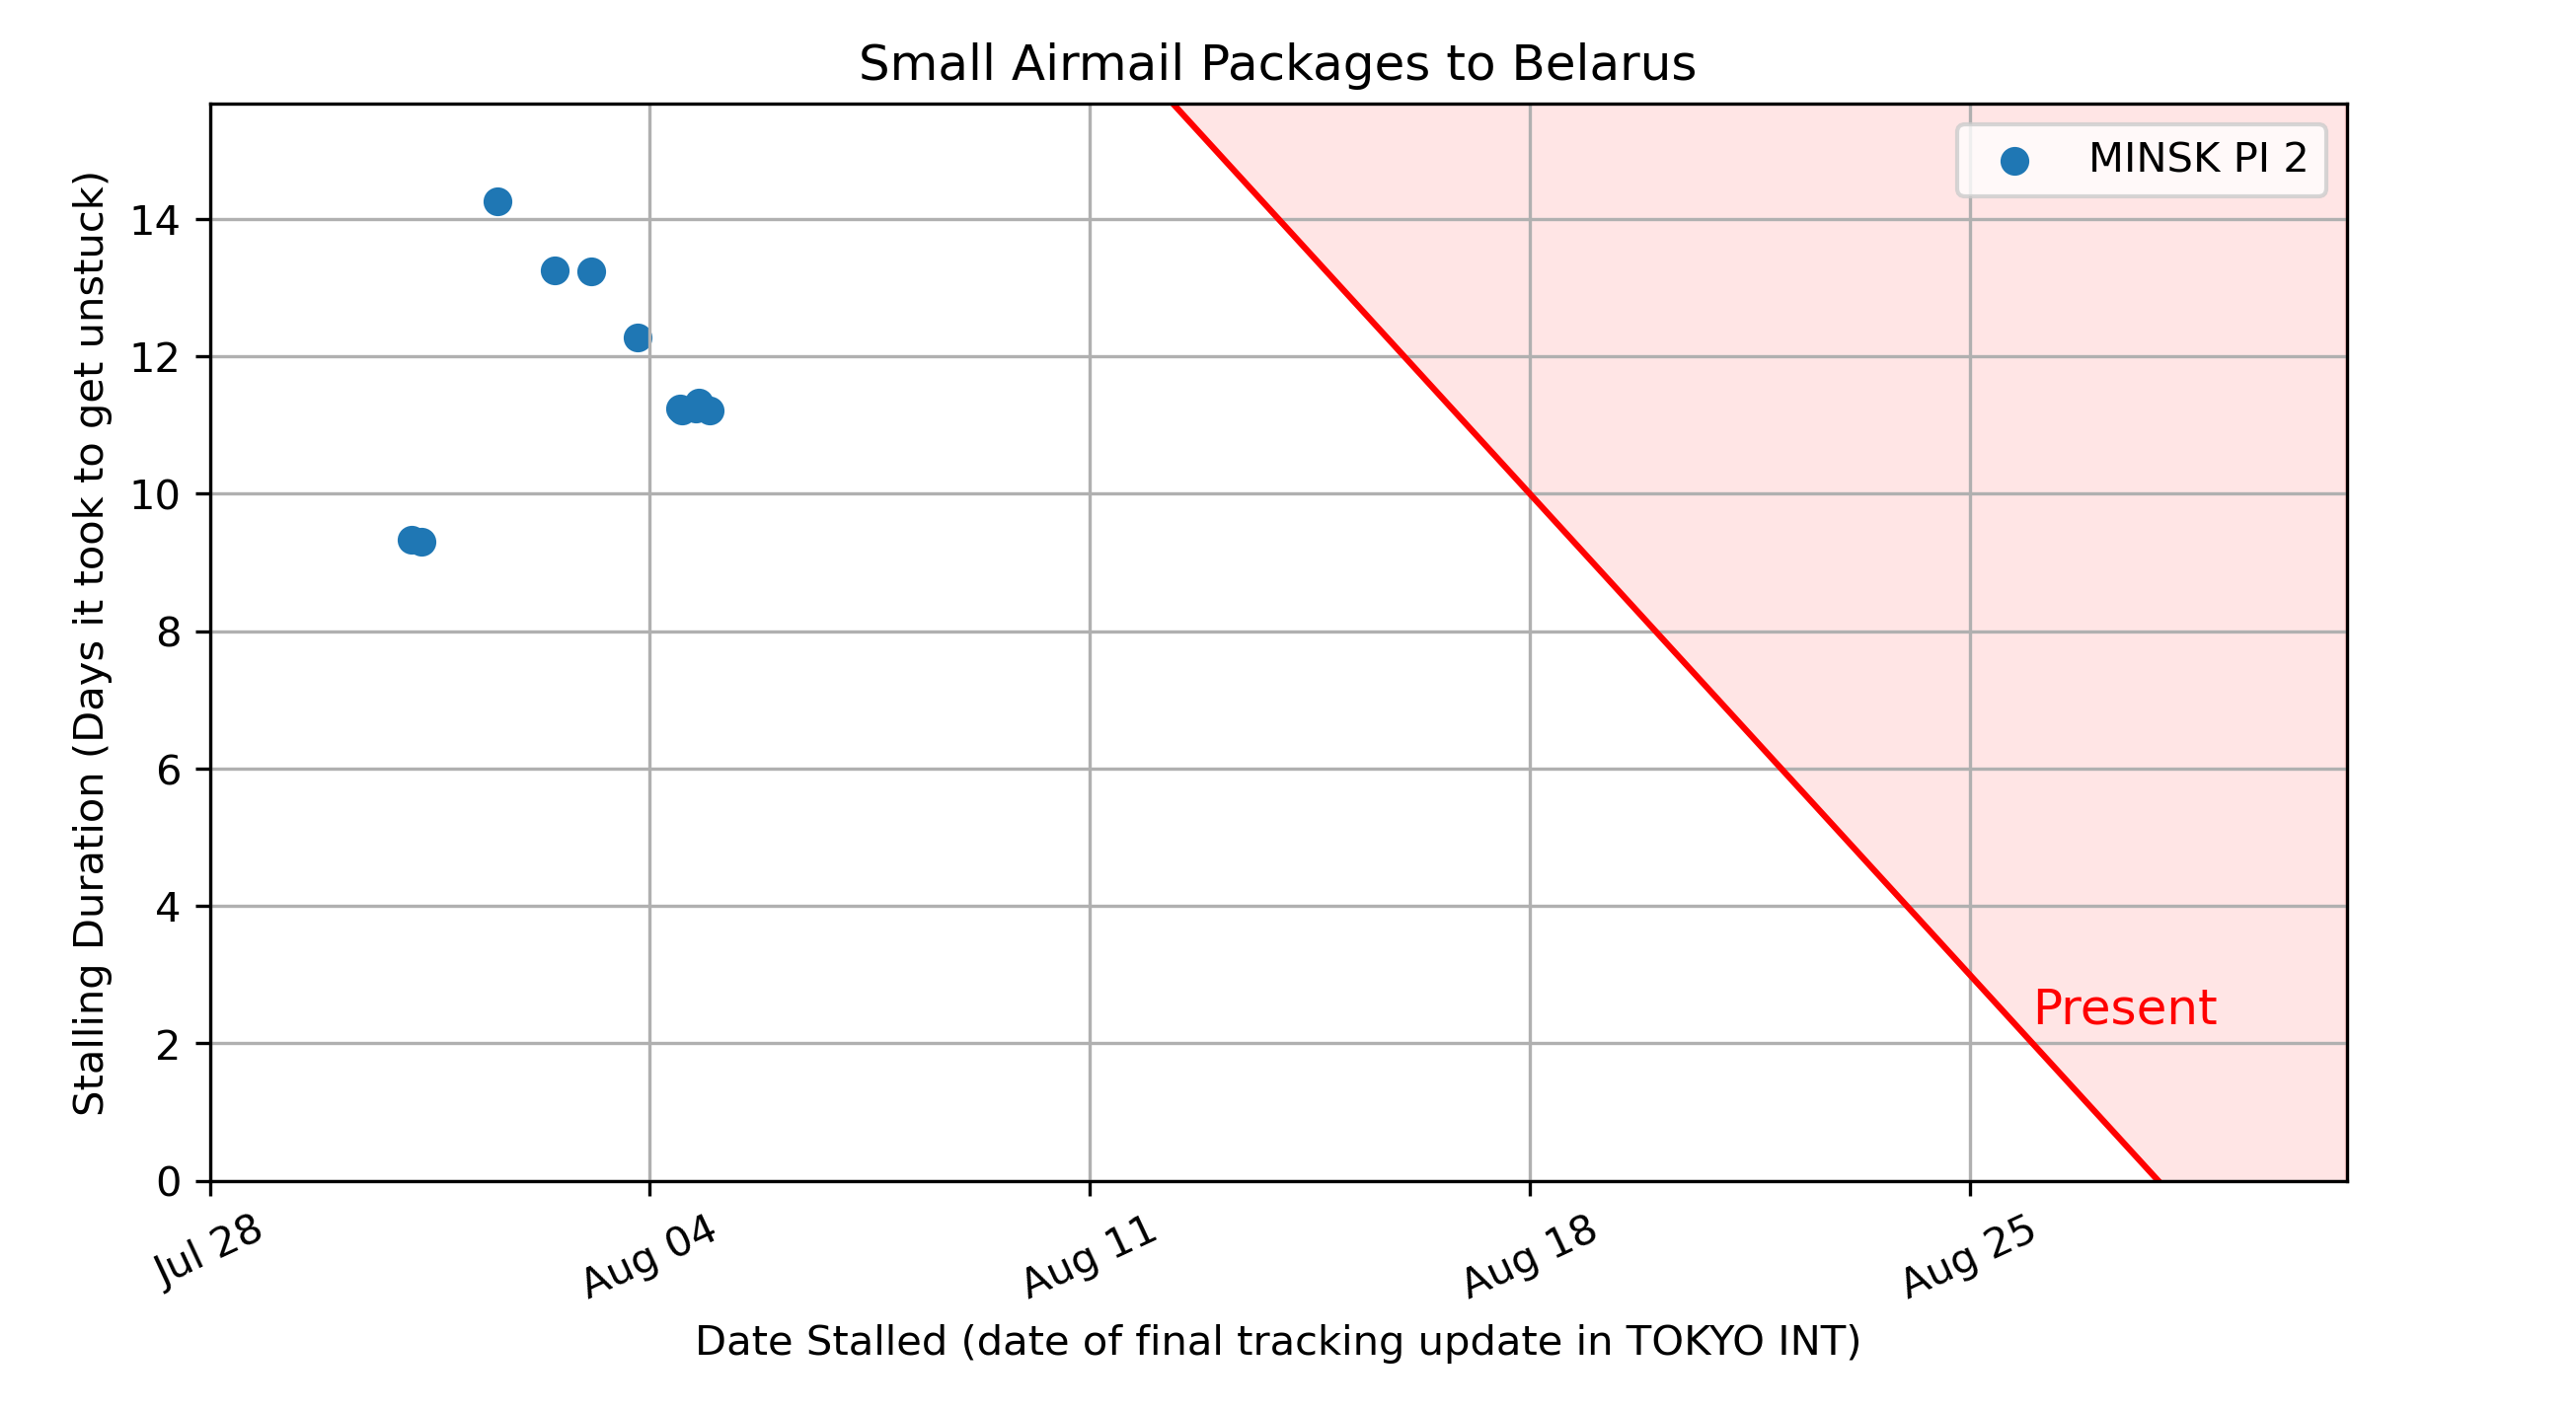 Small Airmail Packages to Belarus
MINSK PI 2
Stalling Duration (Days it took to get unstuck)
14
12
10
8
6
4
2
0
Present
Jul 28
Aug 04
Aug 11
Aug 18
Aug 25
Date Stalled (date of final tracking update in TOKYO INT)